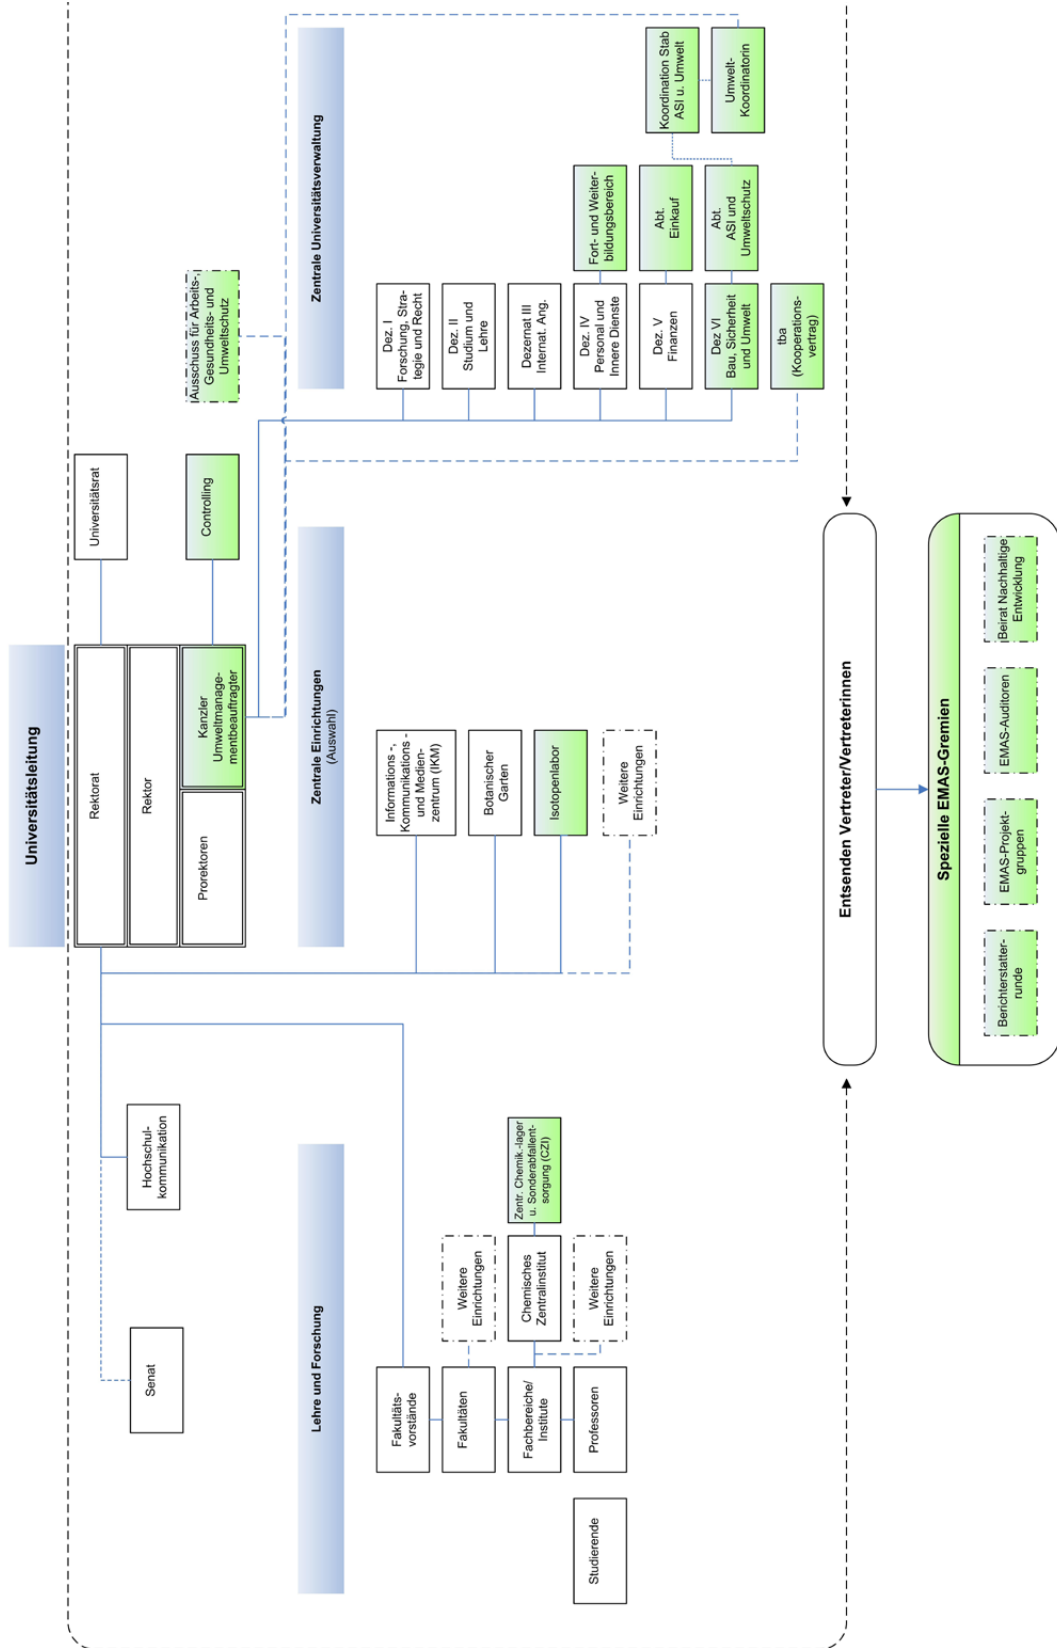 Universitätsleitung
Rektorat
Rektor
Prorektoren
Kanzler
Umweltmanage-
mentbeauftragter
Universitätsrat
Controlling
Ausschuss für Arbeits-,
Gesundheits- und
Umweltschutz
Hochschul-
kommunikation
Senat
Lehre und Forschung
Fakultäts-
vorstände
Fakultäten
Weitere
Einrichtungen
Fachbereiche/
Institute
Chemisches
Zentralinstitut
Zentr. Chemik.-lager
u. Sonderabfallent-
sorgung (CZI)
Professoren
Weitere
Einrichtungen
Studierende
Zentrale Einrichtungen
(Auswahl)
Informations -,
Kommunikations -
und Medien-
zentrum (IKM)
Botanischer
Garten
Isotopenlabor
Weitere
Einrichtungen
Zentrale Universitätsverwaltung
Dez. I
Forschung, Stra-
tegie und Recht
Dez. II
Studium und
Lehre
Dezernat III
Internat. Ang.
Dez. IV
Personal und
Innere Dienste
Fort- und Weiter-
bildungsbereich
Dez. V
Finanzen
Abt.
Einkauf
Dez VI
Bau, Sicherheit
und Umwelt
Abt.
ASI und
Umweltschutz
Koordination Stab
ASI u. Umwelt
Umwelt-
Koordinatorin
tba
(Kooperations-
vertrag)
Entsenden Vertreter/Vertreterinnen
Spezielle EMAS-Gremien
Berichterstatter-
runde
EMAS-Projekt-
gruppen
EMAS-Auditoren
Beirat Nachhaltige
Entwicklung